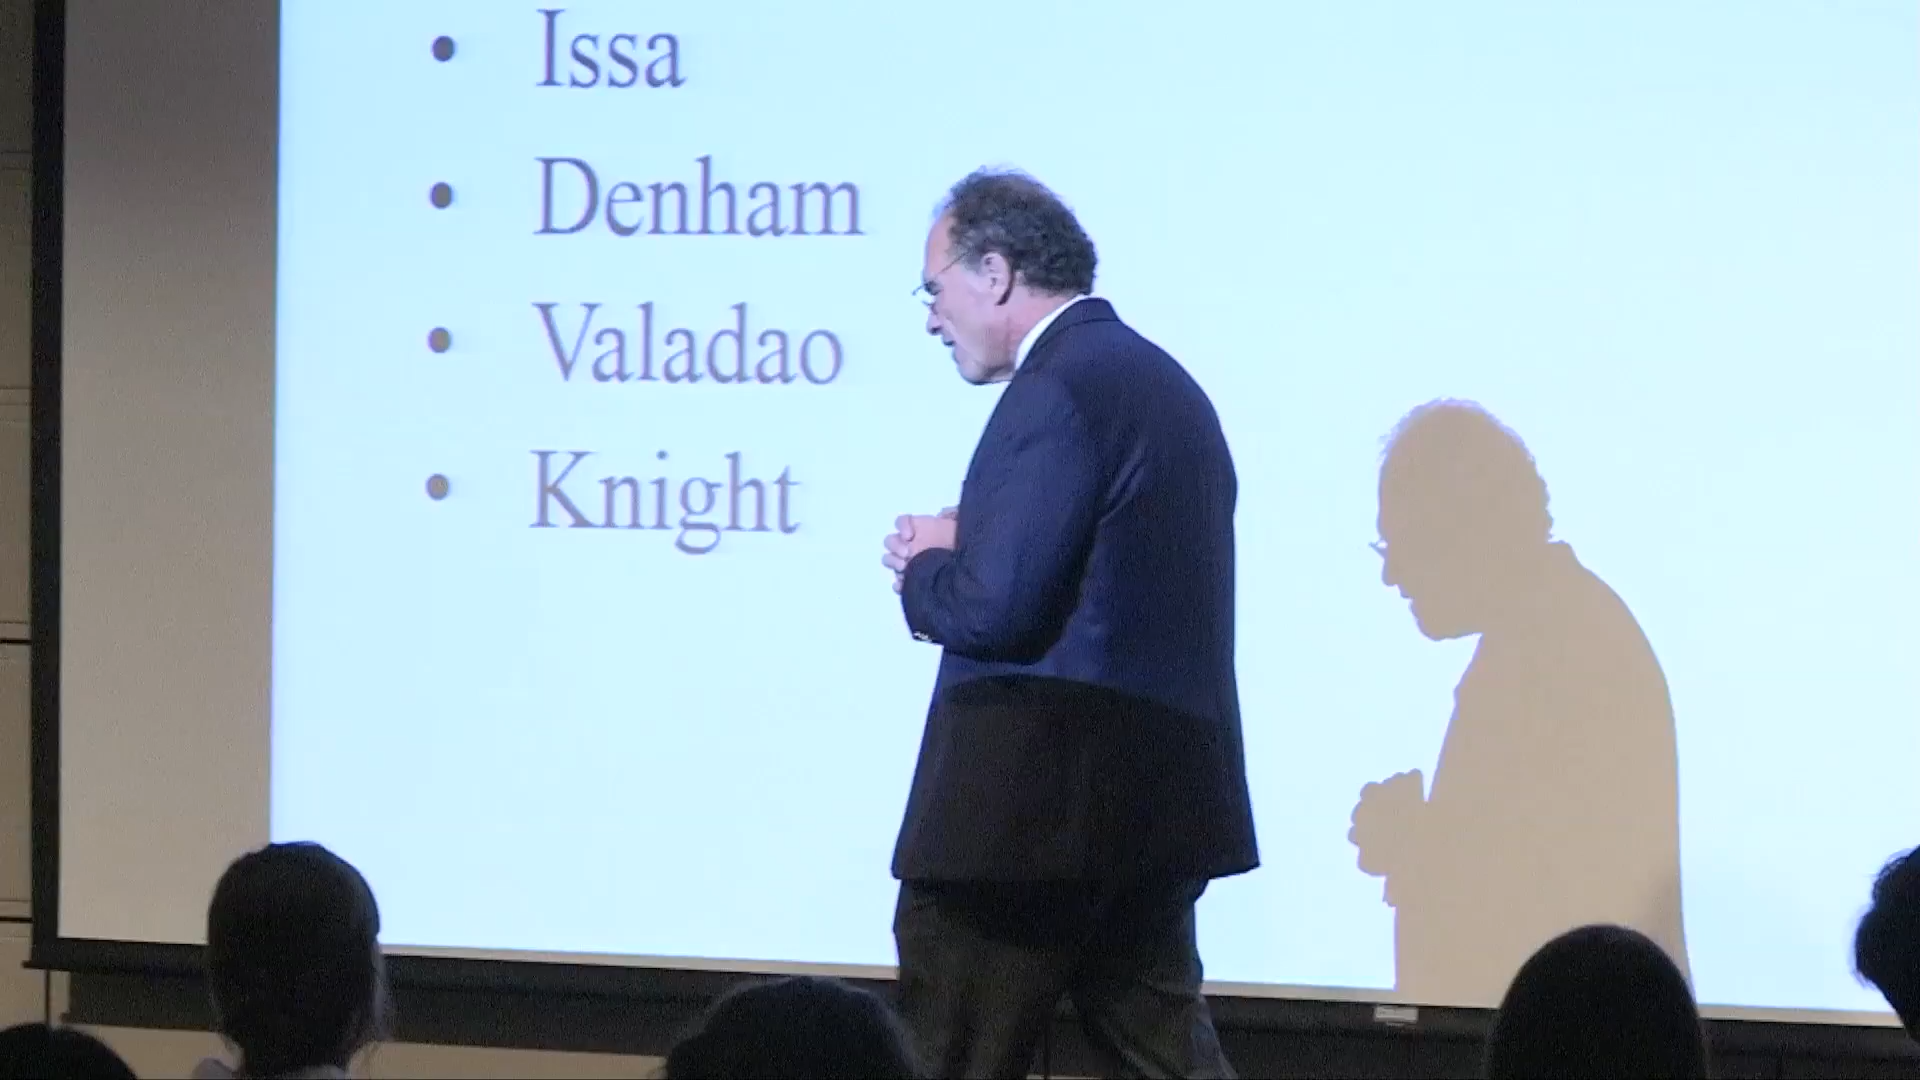 • Issa
• Denham
• Valadao
• Knight